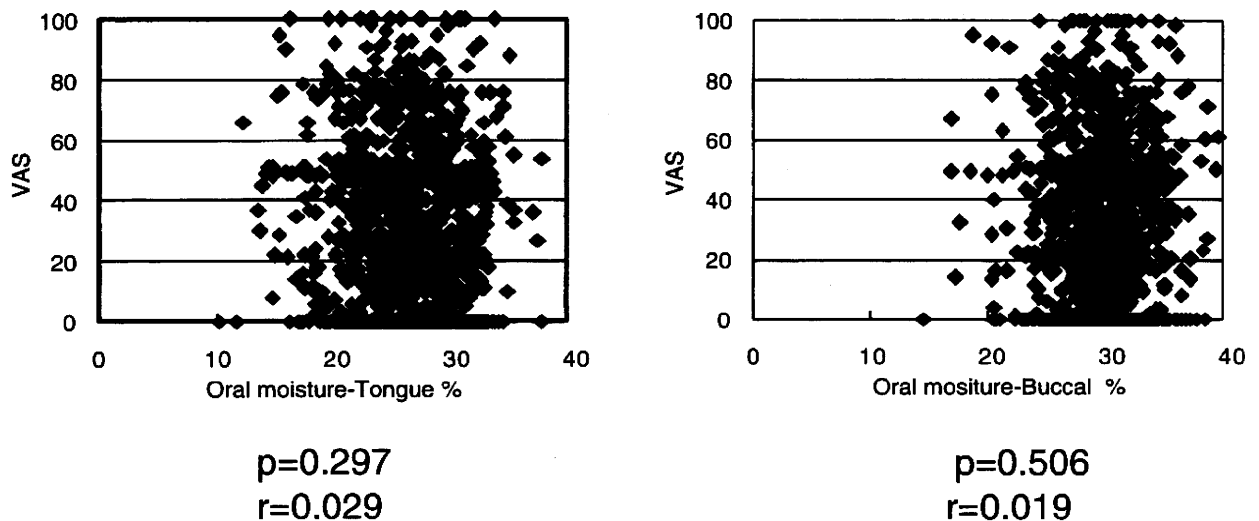 100
80
60
40
20
0
VAS
0 10 20 30 40
Oral moisture-Tongue %
p=0.297
r=0.029
100
80
60
40
20
0
VAS
0 10 20 30 40
Oral mositure-Buccal %
p=0.506
r=0.019